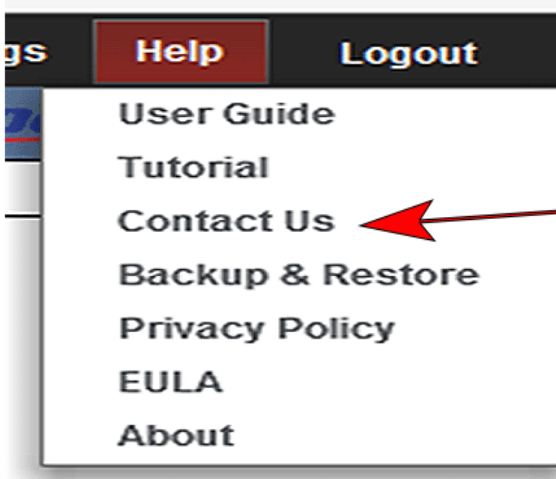 gs Help Logout
User Guide
Tutorial
Contact Us
Backup & Restore
Privacy Policy
EULA
About